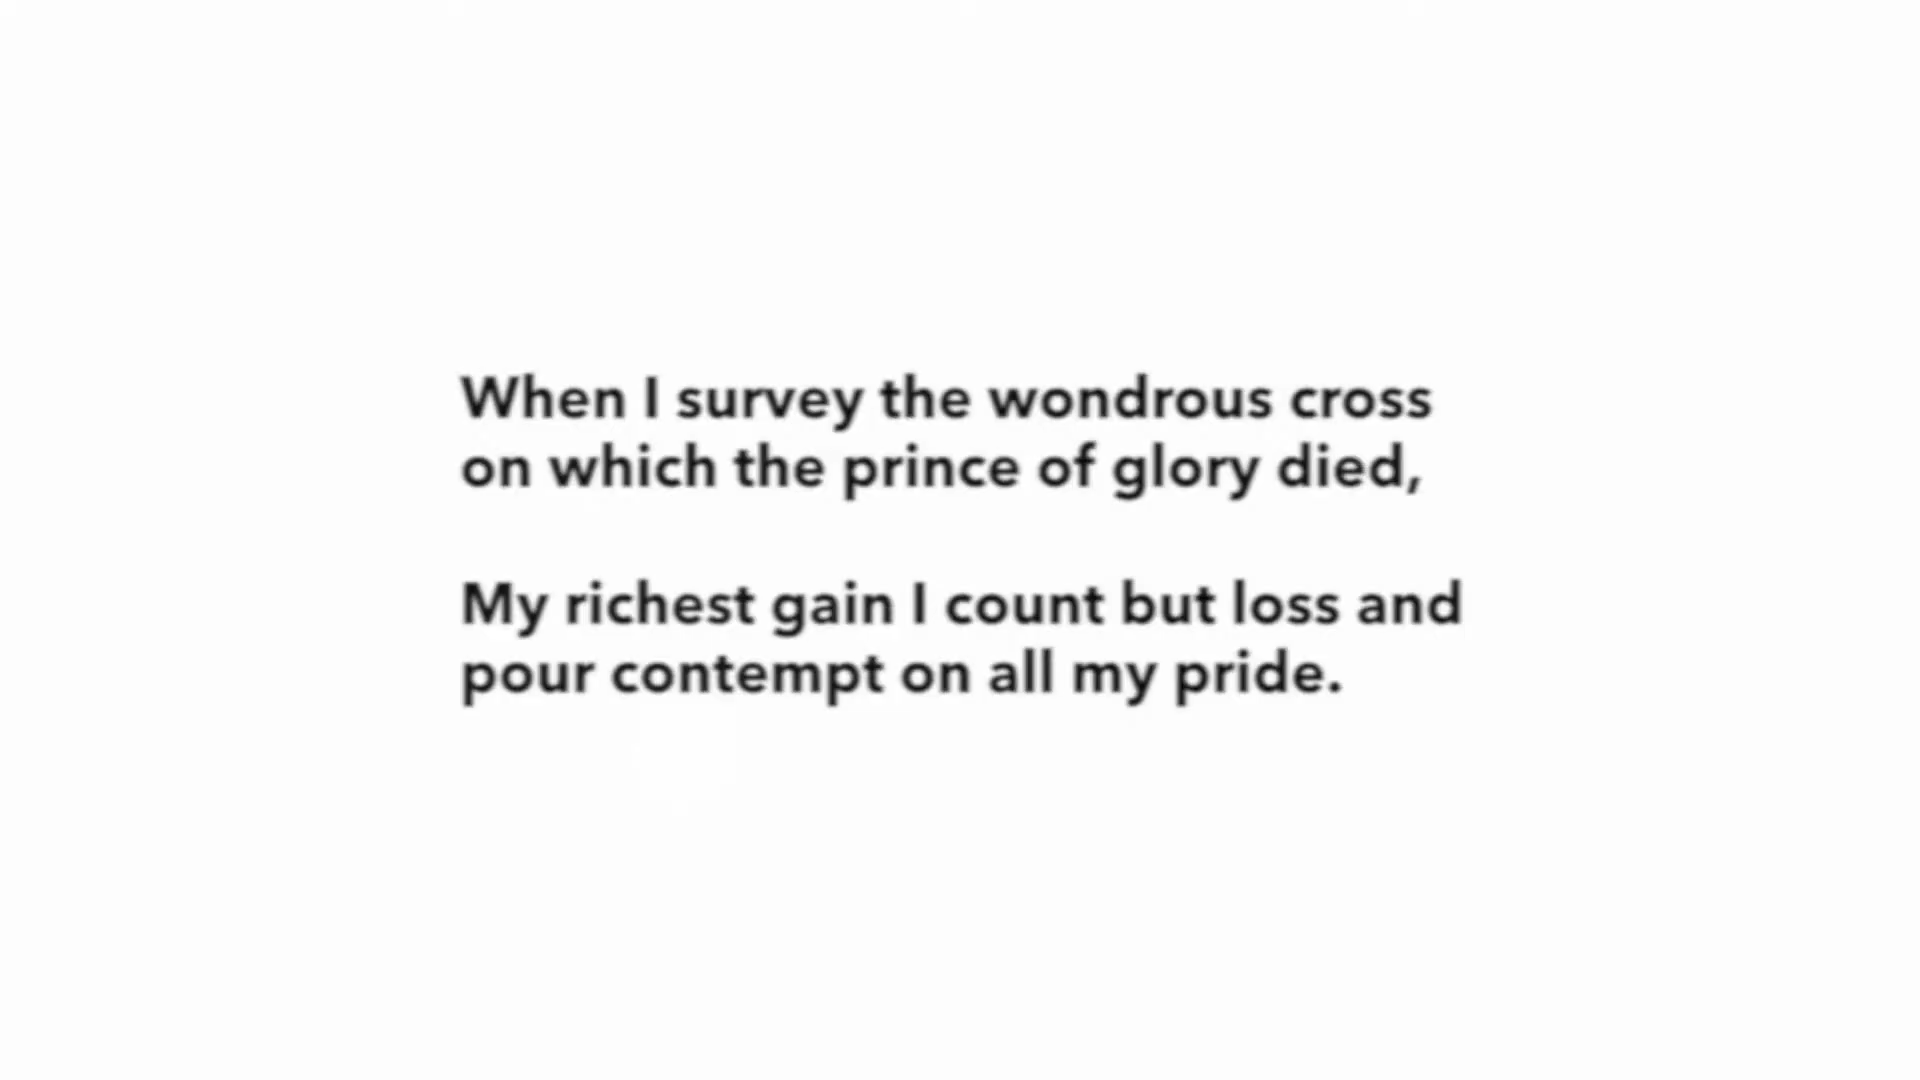 When I survey the wondrous cross
on which the prince of glory died,
My richest gain I count but loss and
pour contempt on all my pride.